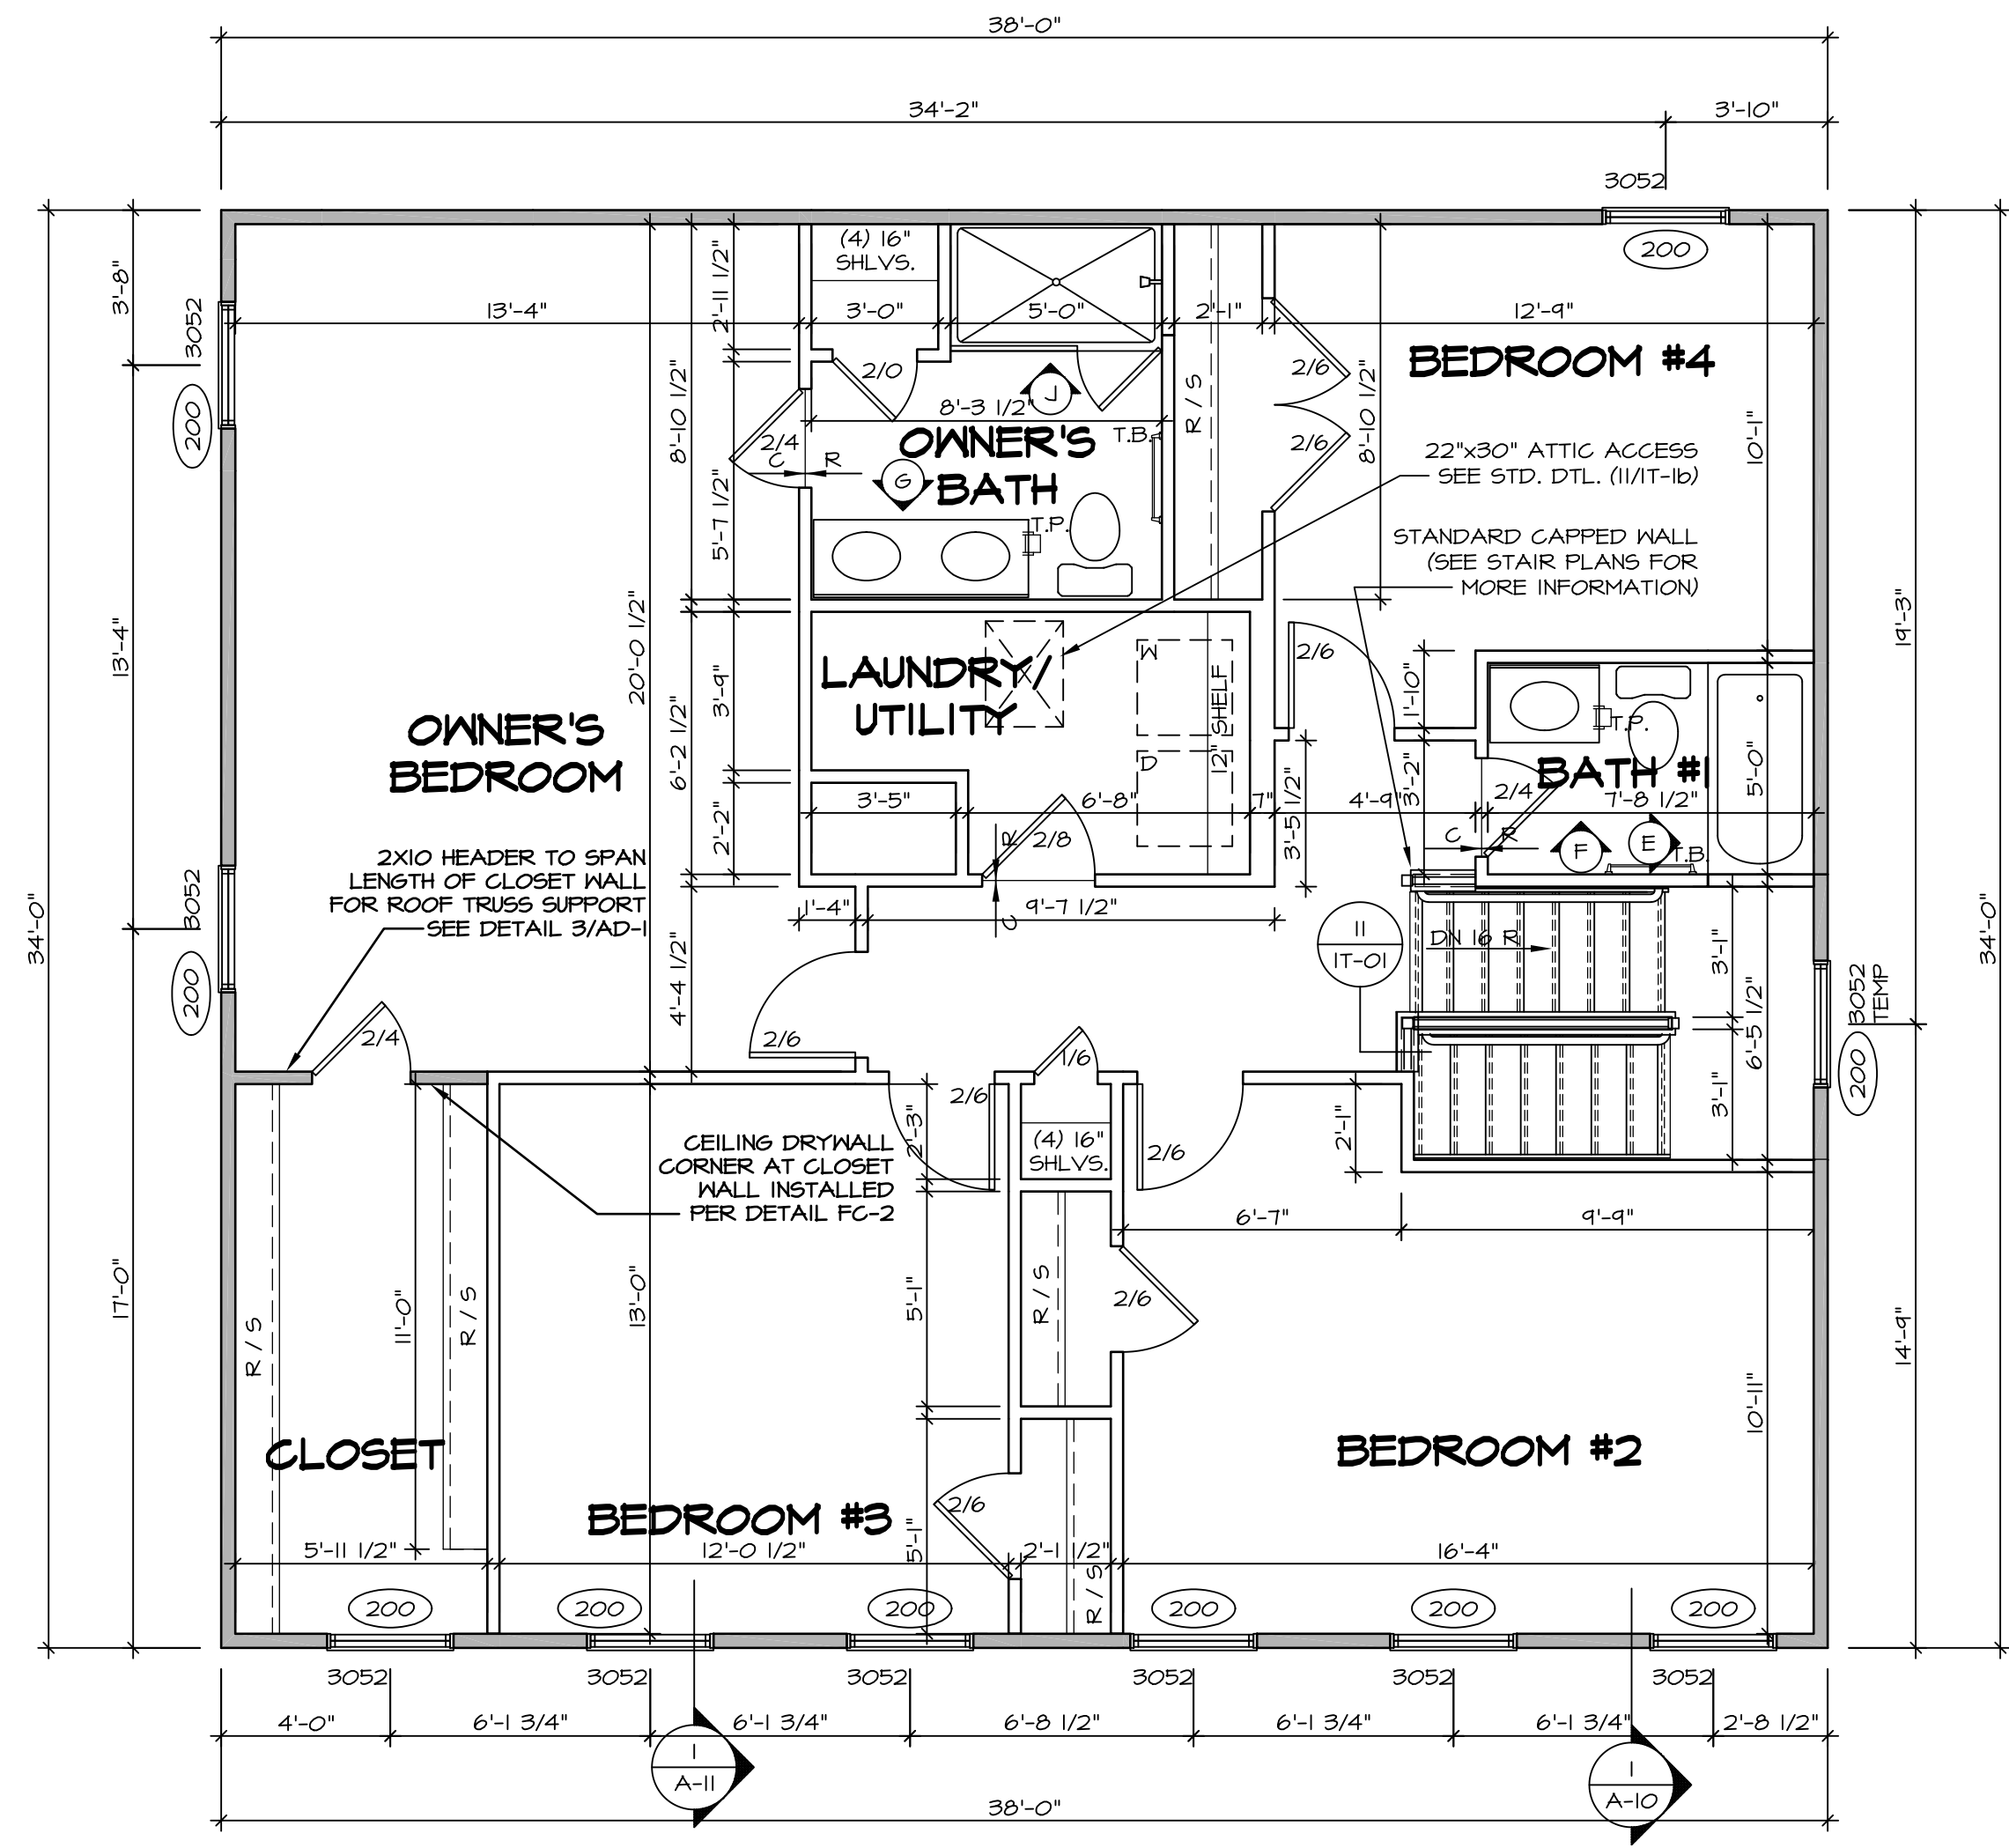 38'-0"
34'-2"
3'-10"
3052
200
(4) 16"
SHLVS.
3'-8"
3052
200
13'-4"
2'-11 1/2"
3'-0"
5'-0"
2'-1"
12'-9"
BEDROOM #4
2/0
2/6
J
8'-10 1/2"
8'-10 1/2"
R / S
8'-3 1/2"
10'-1"
2/4
OWNER'S
BATH
T.B.
2/6
C
R
G
22"x30" ATTIC ACCESS
SEE STD. DTL. (11/IT-1b)
5'-7 1/2"
T.P.
STANDARD CAPPED WALL
(SEE STAIR PLANS FOR
MORE INFORMATION)
13'-4"
20'-0 1/2"
19'-3"
LAUNDRY/
UTILITY
W
D
12" SHELF
2/6
3'-9"
6'-2 1/2"
1'-10"
T.P.
OWNER'S
BEDROOM
BATH #1
5'-0"
3'-2"
2/4
3'-5"
6'-8"
7"
4'-9"
7'-8 1/2"
2'-2"
R
2/8
3'-5 1/2"
C
R
F
E
T.B.
2X10 HEADER TO SPAN
LENGTH OF CLOSET WALL
FOR ROOF TRUSS SUPPORT
SEE DETAIL 3/AD-1
3052
200
34'-0"
1'-4"
C
9'-7 1/2"
11
IT-01
DN 16 R
3'-1"
34'-0"
4'-4 1/2"
3052
TEMP
200
6'-5 1/2"
2/4
2/6
1/6
2/6
2'-3"
(4) 16"
SHLVS.
2/6
2'-1"
3'-1"
CEILING DRYWALL
CORNER AT CLOSET
WALL INSTALLED
PER DETAIL FC-2
6'-7"
9'-9"
17'-0"
R / S
11'-0"
R / S
13'-0"
5'-1"
R / S
2/6
14'-9"
10'-11"
CLOSET
BEDROOM #2
BEDROOM #3
2/6
5'-1"
5'-11 1/2"
12'-0 1/2"
2'-1 1/2"
16'-4"
R / S
200
200
200
200
200
200
3052
3052
3052
3052
3052
3052
4'-0"
6'-1 3/4"
6'-1 3/4"
6'-8 1/2"
6'-1 3/4"
6'-1 3/4"
2'-8 1/2"
1
A-11
1
A-10
38'-0"